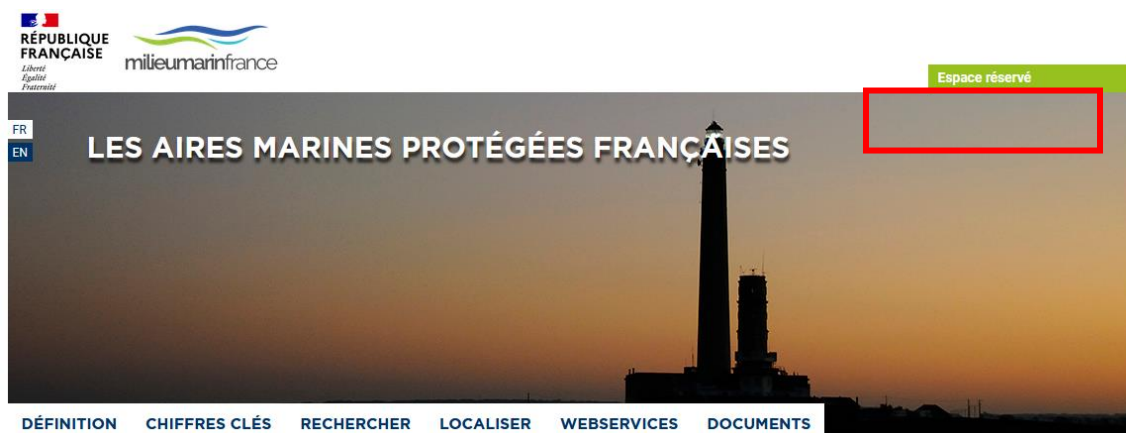 RÉPUBLIQUE
FRANÇAISE
Liberté
Égalité
Fraternité
milieumarinfrance
Espace réservé
FR
EN
LES AIRES MARINES PROTÉGÉES FRANÇAISES
DÉFINITION CHIFFRES CLÉS RECHERCHER LOCALISER WEBSERVICES DOCUMENTS